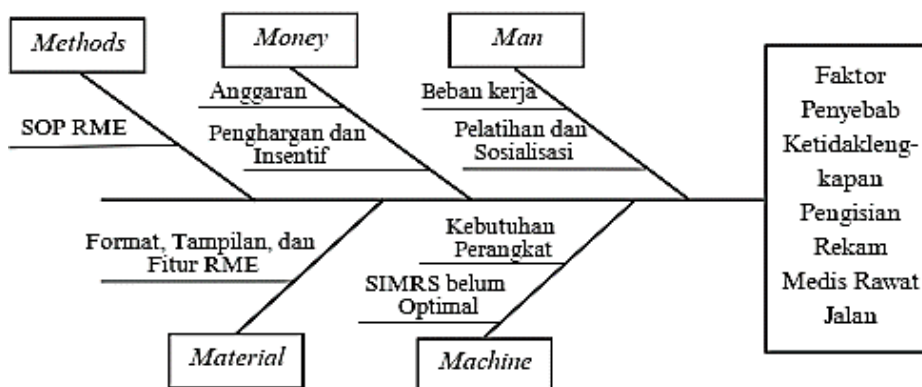 Methods
Money
Man
Anggaran
Beban kerja
SOP RME
Penghargan dan
Insentif
Pelatihan dan
Sosialisasi
Faktor
Penyebab
Ketidakleng-
kapan
Pengisian
Rekam
Medis Rawat
Jalan
Format, Tampilan, dan
Fitur RME
Kebutuhan
Perangkat
SIMRS belum
Optimal
Material
Machine